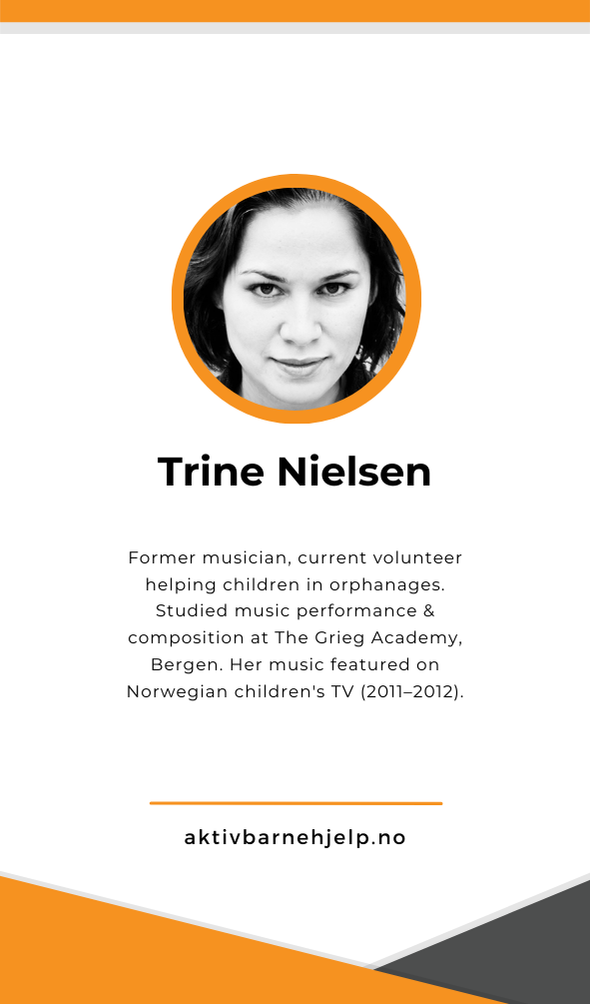 Trine Nielsen
Former musician, current volunteer
helping children in orphanages.
Studied music performance &
composition at The Grieg Academy,
Bergen. Her music featured on
Norwegian children's TV (2011–2012).
aktivbarnehjelp.no